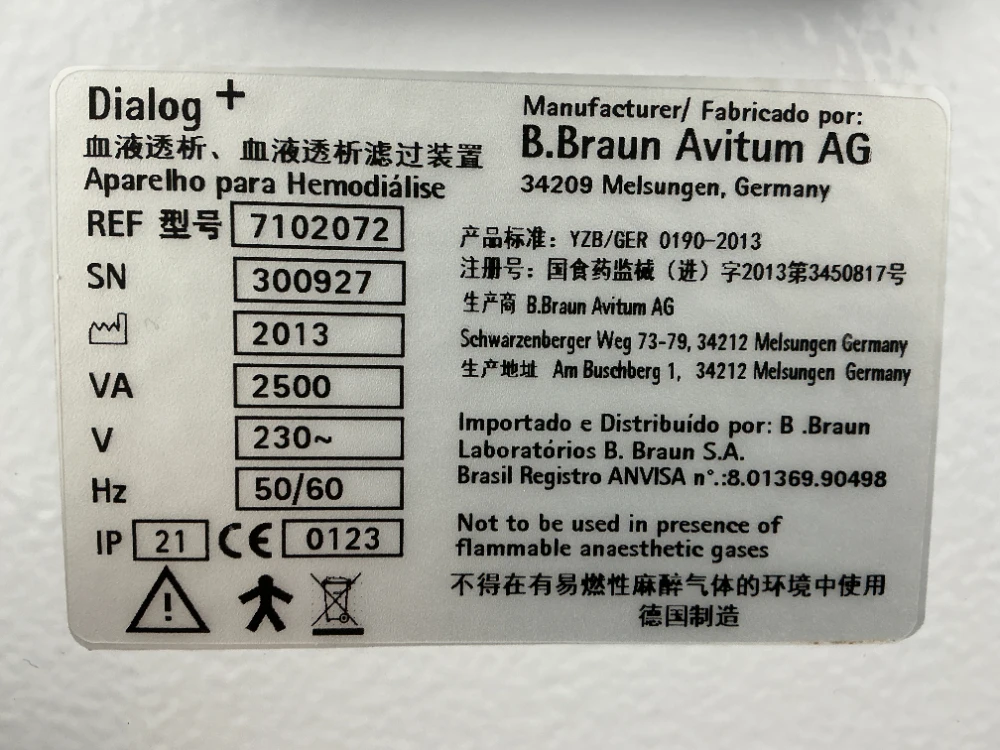 Dialog +
血液透析、血液透析滤过装置
Aparelho para Hemodiálise
REF 型号 7102072
SN 300927
2013
VA 2500
V 230~
Hz 50/60
IP 21 CE 0123
Manufacturer/ Fabricado por:
B.Braun Avitum AG
34209 Melsungen, Germany
产品标准: YZB/GER 0190-2013
注册号: 国食药监械（进）字2013第3450817号
生产商 B.Braun Avitum AG
Schwarzenberger Weg 73-79, 34212 Melsungen Germany
生产地址 Am Buschberg 1, 34212 Melsungen Germany
Importado e Distribuído por: B .Braun
Laboratórios B. Braun S.A.
Brasil Registro ANVISA n°.:8.01369.90498
Not to be used in presence of
flammable anaesthetic gases
不得在有易燃性麻醉气体的环境中使用
德国制造